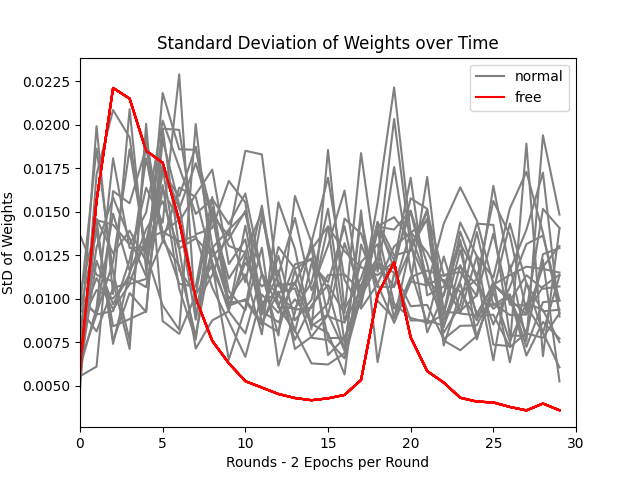 Standard Deviation of Weights over Time
StD of Weights
0.0225
0.0200
0.0175
0.0150
0.0125
0.0100
0.0075
0.0050
normal
free
0 5 10 15 20 25 30
Rounds - 2 Epochs per Round